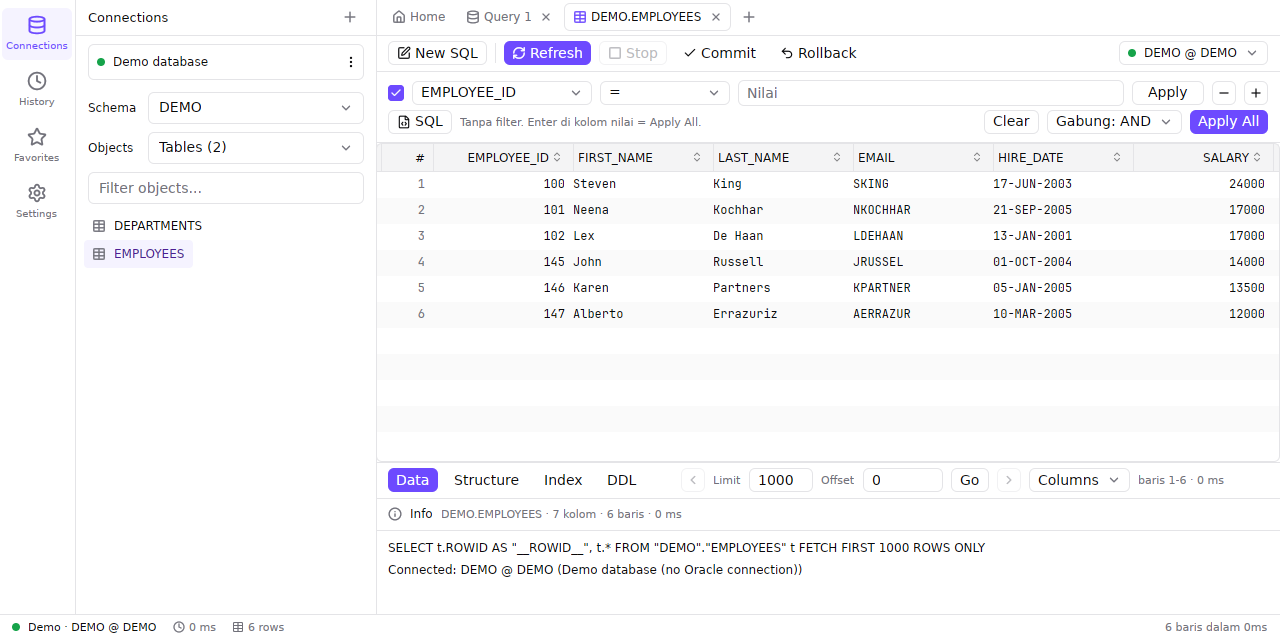 Connections
History
Favorites
Settings
Connections
Demo database
Schema
DEMO
Objects
Tables (2)
Filter objects...
DEPARTMENTS
EMPLOYEES
Home
Query 1
DEMO.EMPLOYEES
New SQL
Refresh
Stop
Commit
Rollback
DEMO @ DEMO
EMPLOYEE_ID
=
Nilai
Apply
SQL
Tanpa filter. Enter di kolom nilai = Apply All.
Clear
Gabung: AND
Apply All
# EMPLOYEE_ID FIRST_NAME LAST_NAME EMAIL HIRE_DATE SALARY
1 100 Steven King SKING 17-JUN-2003 24000
2 101 Neena Kochhar NKOCHHAR 21-SEP-2005 17000
3 102 Lex De Haan LDEHAAN 13-JAN-2001 17000
4 145 John Russell JRUSSEL 01-OCT-2004 14000
5 146 Karen Partners KPARTNER 05-JAN-2005 13500
6 147 Alberto Errazuriz AERRAZUR 10-MAR-2005 12000
Data
Structure
Index
DDL
Limit
1000
Offset
0
Go
Columns
baris 1-6 · 0 ms
Info
DEMO.EMPLOYEES · 7 kolom · 6 baris · 0 ms
SELECT t.ROWID AS "__ROWID__", t.* FROM "DEMO"."EMPLOYEES" t FETCH FIRST 1000 ROWS ONLY
Connected: DEMO @ DEMO (Demo database (no Oracle connection))
Demo · DEMO @ DEMO
0 ms
6 rows
6 baris dalam 0ms